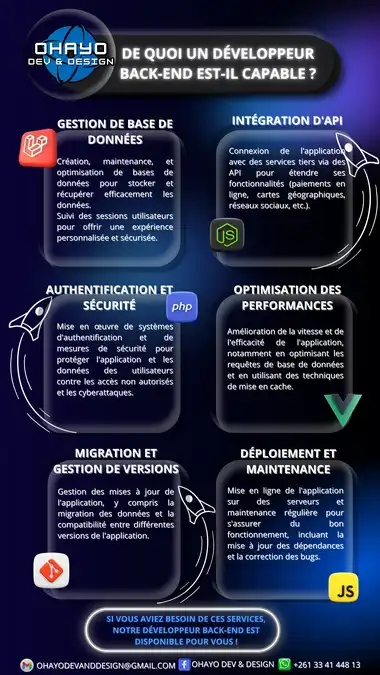 OHAYO
DEV & DESIGN
DE QUOI UN DÉVELOPPEUR
BACK-END EST-IL CAPABLE ?
GESTION DE BASE DE
DONNÉES
Création, maintenance, et
optimisation de bases de
données pour stocker et
récupérer efficacement les
données.
Suivi des sessions utilisateurs
pour offrir une expérience
personnalisée et sécurisée.
INTÉGRATION D'API
Connexion de l'application
avec des services tiers via des
API pour étendre ses
fonctionnalités (paiements en
ligne, cartes géographiques,
réseaux sociaux, etc.).
JS
AUTHENTIFICATION ET
SÉCURITÉ
php
Mise en œuvre de systèmes
d'authentification et de
mesures de sécurité pour
protéger l'application et les
données des utilisateurs
contre les accès non autorisés
et les cyberattaques.
OPTIMISATION DES
PERFORMANCES
Amélioration de la vitesse et de
l'efficacité de l'application,
notamment en optimisant les
requêtes de base de données
et en utilisant des techniques
de mise en cache.
MIGRATION ET
GESTION DE VERSIONS
Gestion des mises à jour de
l'application, y compris la
migration des données et la
compatibilité entre différentes
versions de l'application.
DÉPLOIEMENT ET
MAINTENANCE
Mise en ligne de l'application
sur des serveurs et
maintenance régulière pour
s'assurer du bon
fonctionnement, incluant la
mise à jour des dépendances
et la correction des bugs.
JS
SI VOUS AVIEZ BESOIN DE CES SERVICES,
NOTRE DÉVELOPPEUR BACK-END EST
DISPONIBLE POUR VOUS !
OHAYODEVANDDESIGN@GMAIL.COM
OHAYO DEV & DESIGN
+261 33 41 448 13